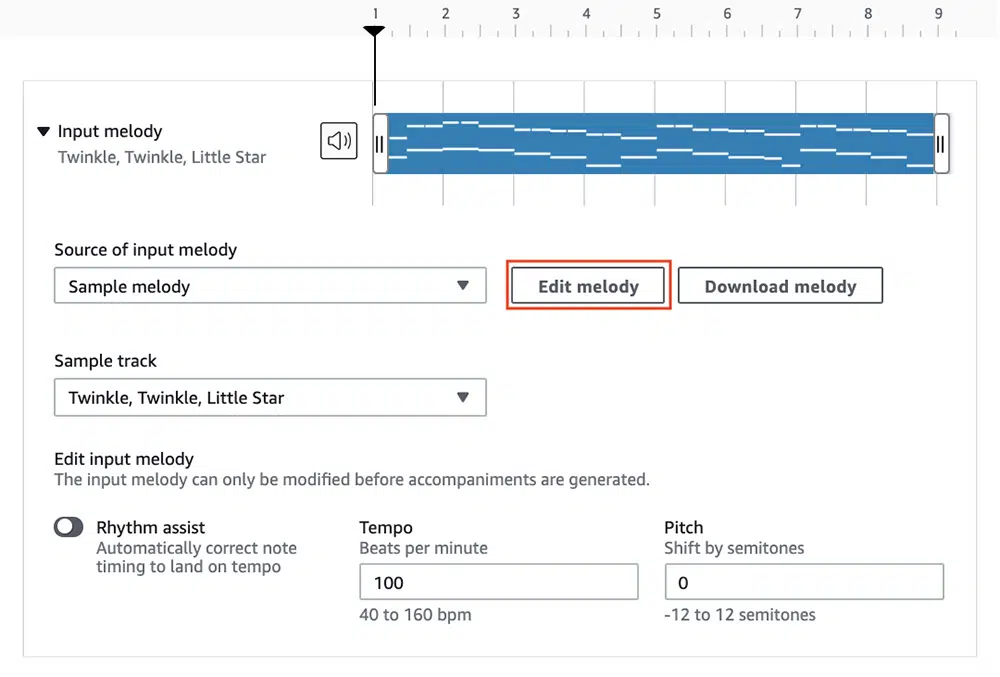 1 2 3 4 5 6 7 8 9
Input melody
Twinkle, Twinkle, Little Star
Source of input melody
Sample melody
Edit melody
Download melody
Sample track
Twinkle, Twinkle, Little Star
Edit input melody
The input melody can only be modified before accompaniments are generated.
Rhythm assist
Automatically correct note
timing to land on tempo
Tempo
Beats per minute
100
40 to 160 bpm
Pitch
Shift by semitones
0
-12 to 12 semitones